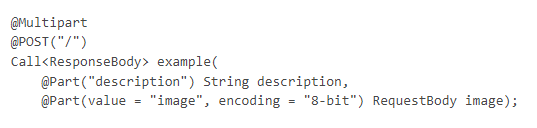 @Multipart
@POST("/")
Call<ResponseBody> example(
    @Part("description") String description,
    @Part(value = "image", encoding = "8-bit") RequestBody image);